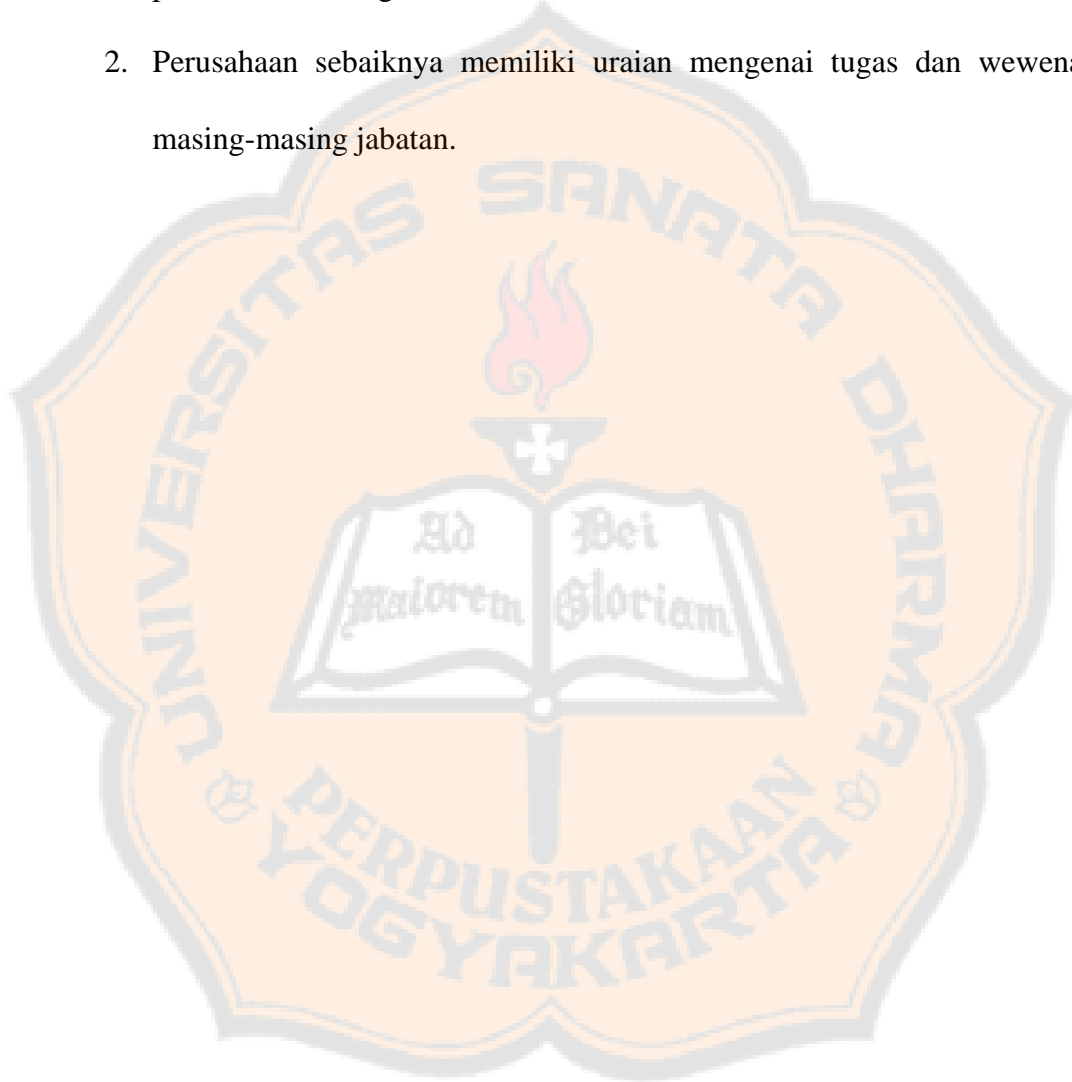 2. Perusahaan sebaiknya memiliki uraian mengenai tugas dan
masing-masing jabatan.
UNIVERSITAS SANATA DHARMA
Ad Dei
Maiorem Gloriam
PERPUSTAKAAN
YOGYAKARTA